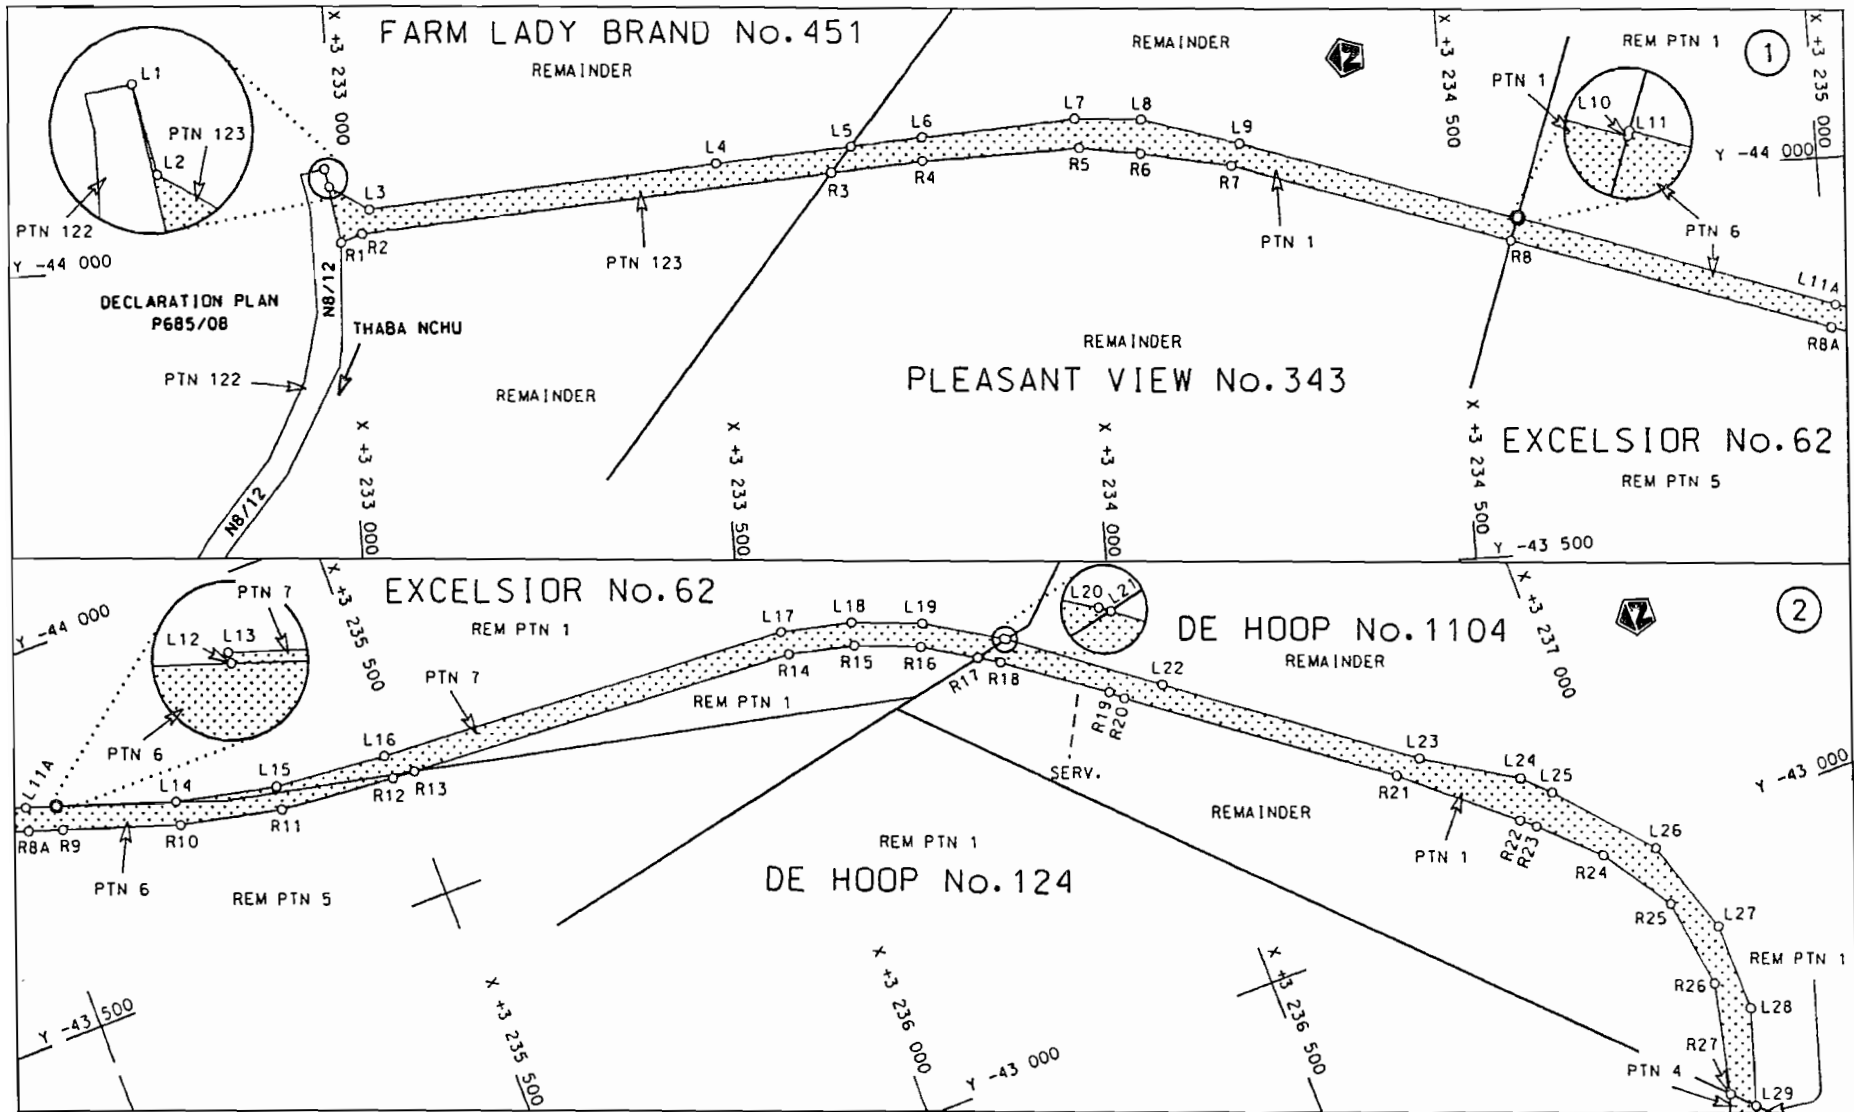 FARM LADY BRAND No.451
REMAINDER
X +3 233 000
REMAINDER
X +3 234 500
REM PTN 1
1
X +3 235 000
L1
PTN 123
L2
PTN 122
Y -44 000
DECLARATION PLAN
P685/08
N8/12
THABA NCHU
PTN 122
N8/12
L3
L4
L5
L6
L7
L8
L9
R1
R2
R3
R4
R5
R6
R7
PTN 123
PTN 1
PTN 1
L10
L11
Y -44 000
R8
PTN 6
L11A
R8A
REMAINDER
REMAINDER
PLEASANT VIEW No.343
EXCELSIOR No.62
REM PTN 5
X +3 233 000
X +3 233 500
X +3 234 000
X +3 234 500
Y -43 500
Z
EXCELSIOR No.62
REM PTN 1
X +3 235 500
Y -44 000
PTN 7
L12
L13
PTN 6
PTN 7
L11A
L14
L15
L16
L17
L18
L19
L20
L21
DE HOOP No.1104
REMAINDER
Z
2
X +3 237 000
R8A
R9
R10
R11
R12
R13
R14
R15
R16
R17
R18
R19
R20
REM PTN 1
L22
L23
L24
L25
L26
L27
L28
L29
SERV.
R21
R22
R23
R24
R25
R26
R27
PTN 1
PTN 4
Y -43 000
PTN 6
REM PTN 5
REM PTN 1
DE HOOP No.124
REMAINDER
REM PTN 1
Y -43 500
X +3 235 500
X +3 236 000
Y -43 000
X +3 236 500